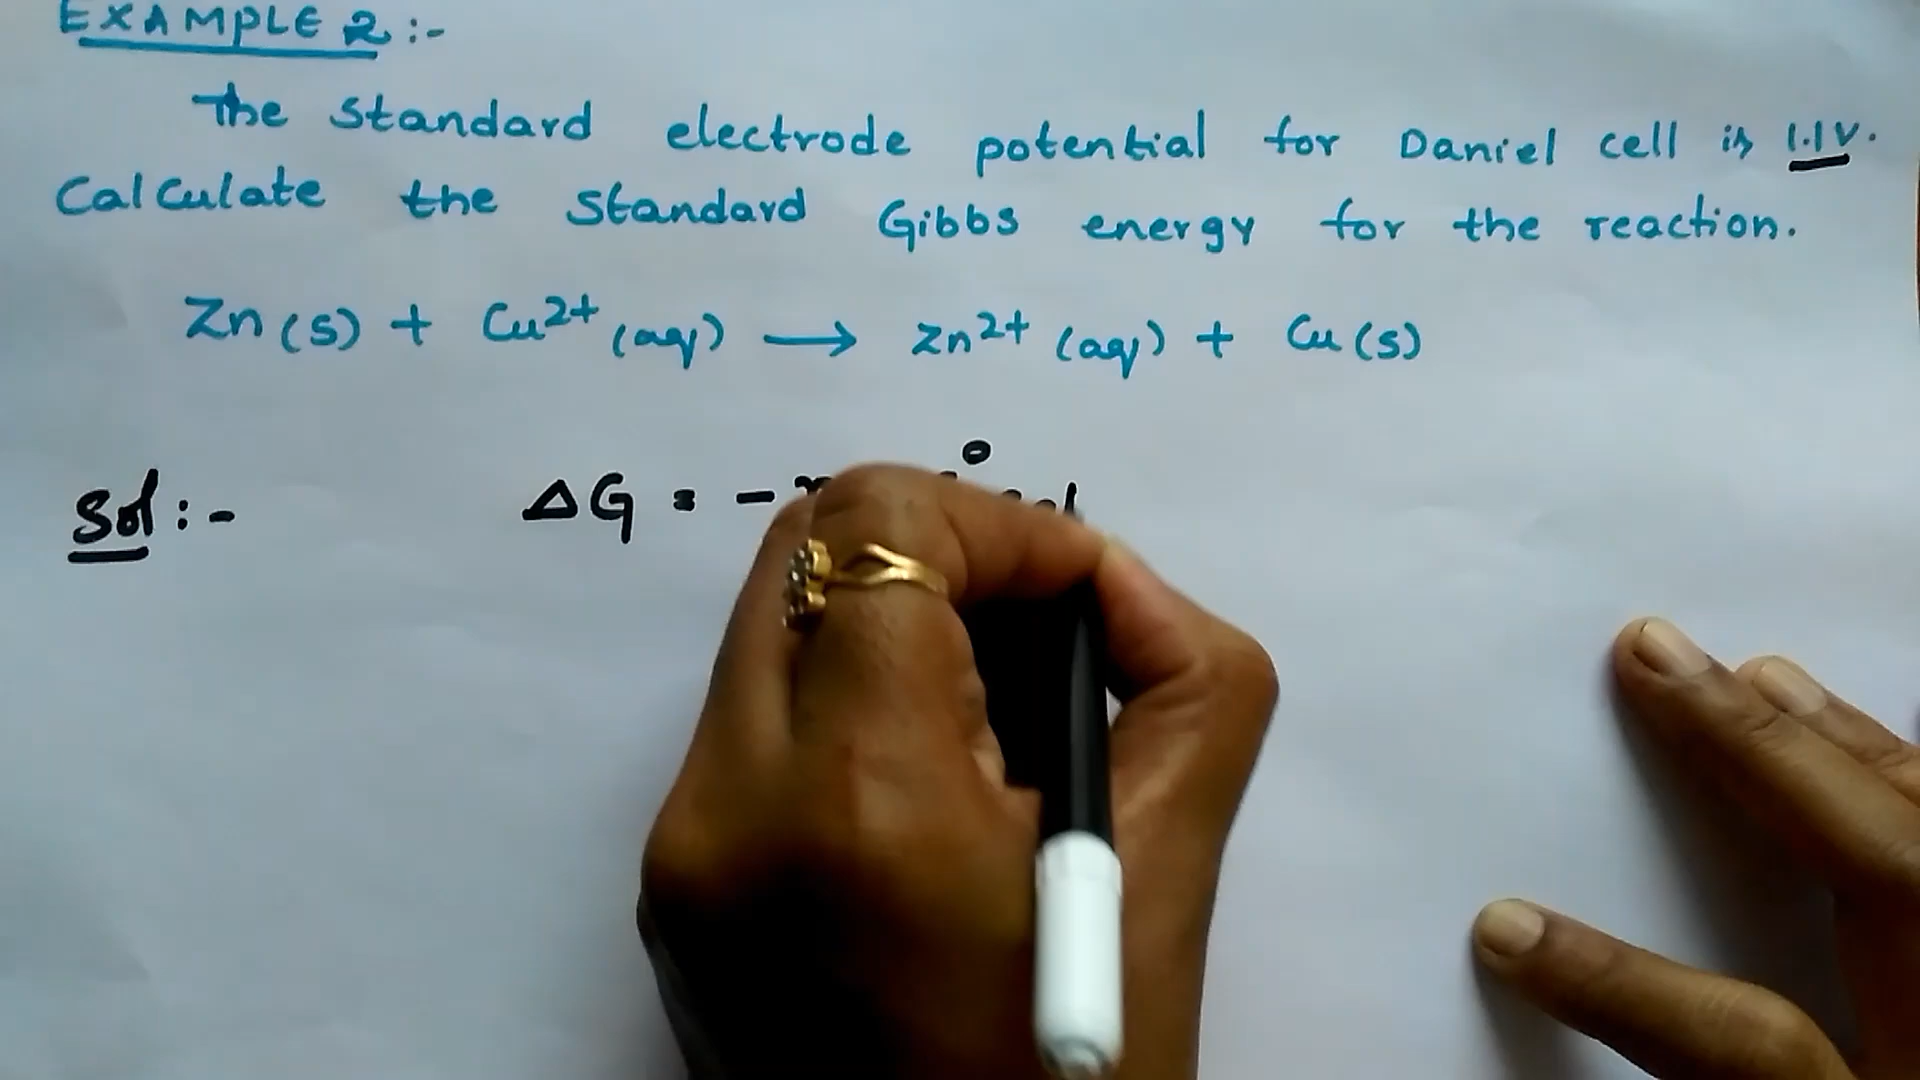 EXAMPLE 2 :-
The standard electrode potential for Daniel cell is 1.1V.
Calculate the standard Gibbs energy for the reaction.
Zn (s) + Cu2+ (aq) → Zn2+ (aq) + Cu (s)
Sol :- ΔG = -